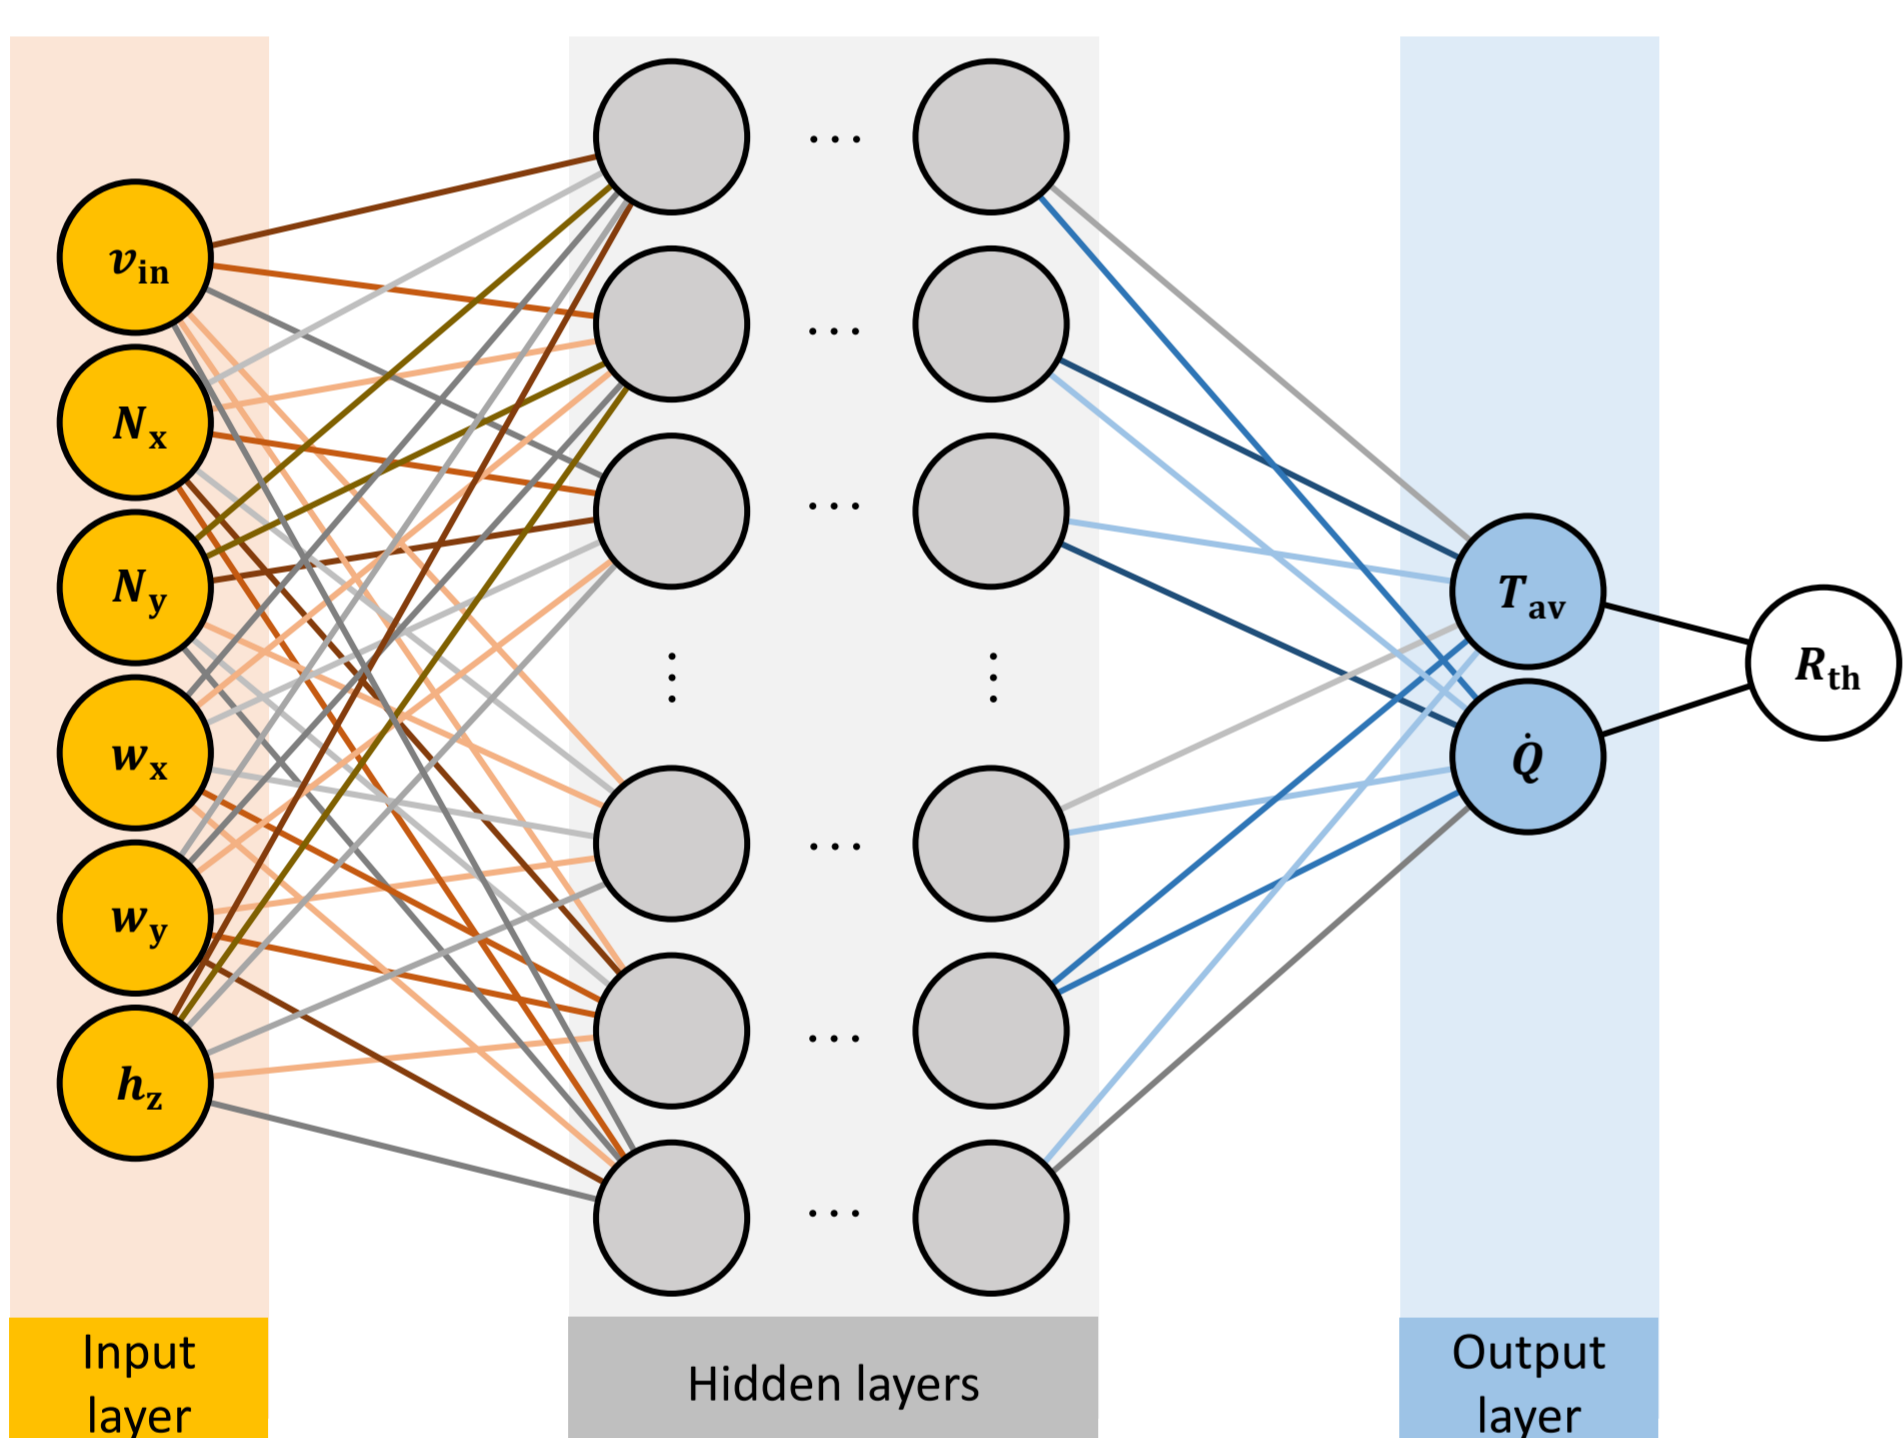 v_in
N_x
N_y
w_x
w_y
h_z
...
...
...
⋮ ⋮
...
...
...
T_av
Q̇
R_th
Input
layer
Hidden layers
Output
layer